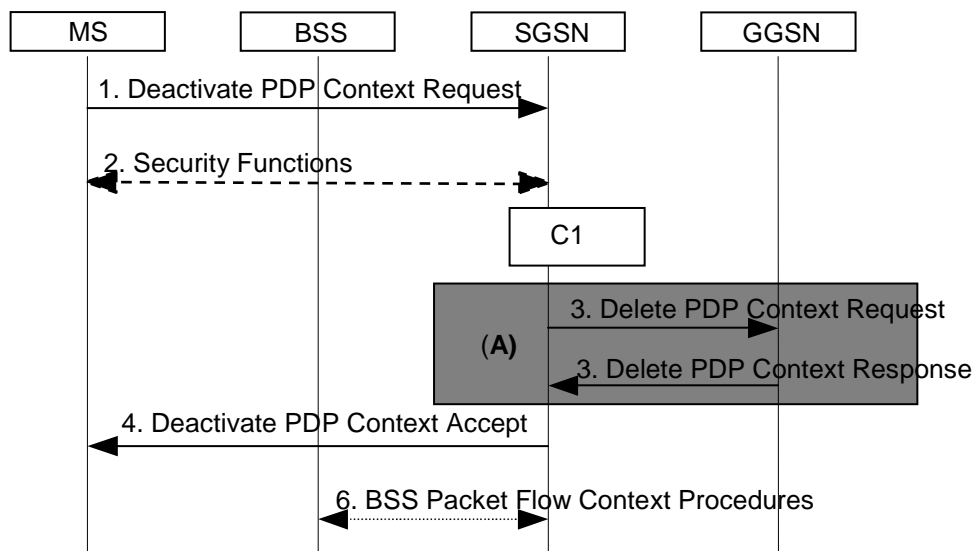 MS
BSS
SGSN
GGSN
1. Deactivate PDP Context Request
2. Security Functions
C1
3. Delete PDP Context Request
(A)
3. Delete PDP Context Response
4. Deactivate PDP Context Accept
6. BSS Packet Flow Context Procedures